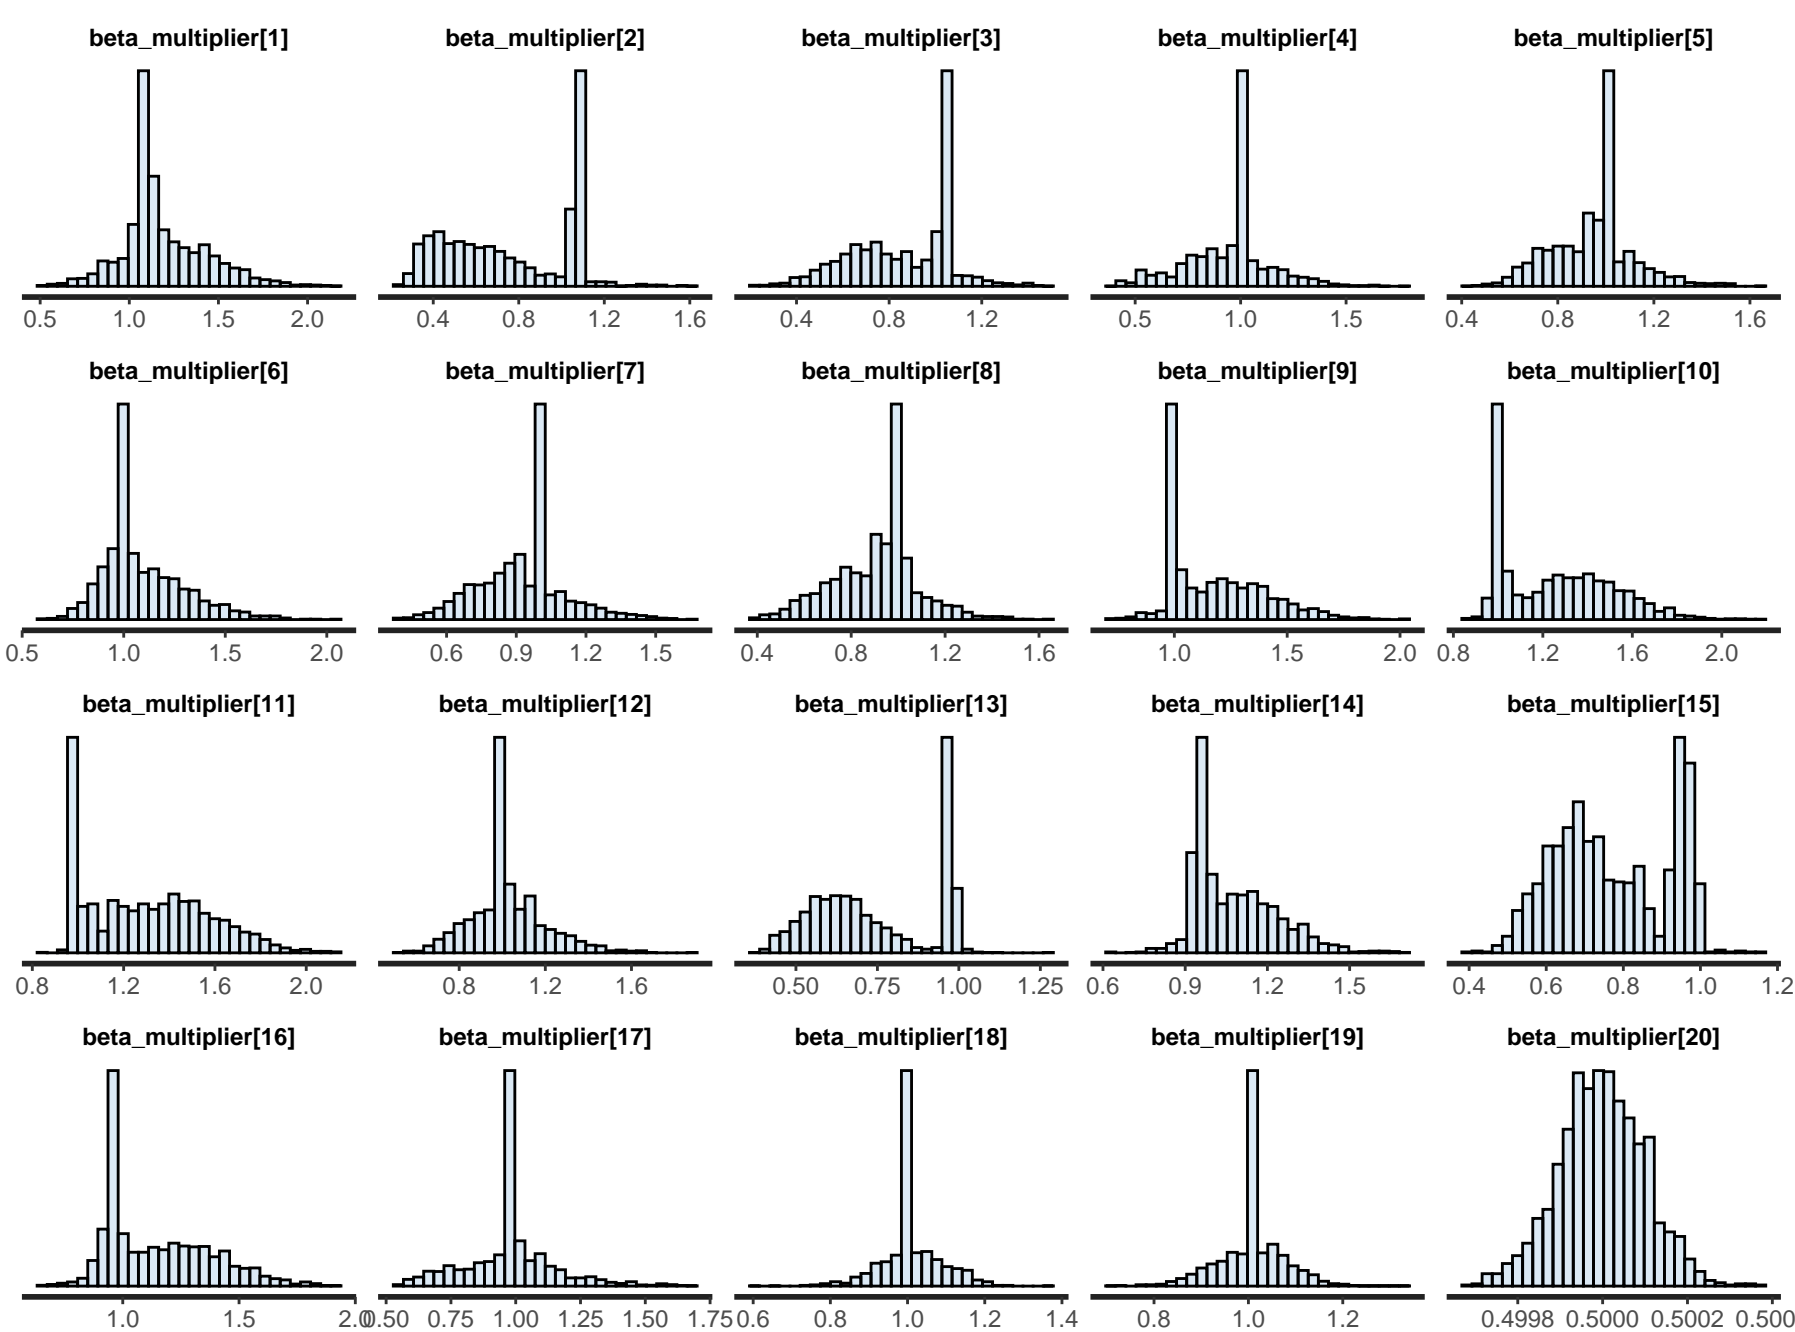 beta_multiplier[1] beta_multiplier[2] beta_multiplier[3] beta_multiplier[4] beta_multiplier[5]
0.5 1.0 1.5 2.0 0.4 0.8 1.2 1.6 0.4 0.8 1.2 0.5 1.0 1.5 0.4 0.8 1.2 1.6
beta_multiplier[6] beta_multiplier[7] beta_multiplier[8] beta_multiplier[9] beta_multiplier[10]
0.5 1.0 1.5 2.0 0.6 0.9 1.2 1.5 0.4 0.8 1.2 1.6 1.0 1.5 2.0 0.8 1.2 1.6 2.0
beta_multiplier[11] beta_multiplier[12] beta_multiplier[13] beta_multiplier[14] beta_multiplier[15]
0.8 1.2 1.6 2.0 0.8 1.2 1.6 0.50 0.75 1.00 1.25 0.6 0.9 1.2 1.5 0.4 0.6 0.8 1.0 1.2
beta_multiplier[16] beta_multiplier[17] beta_multiplier[18] beta_multiplier[19] beta_multiplier[20]
1.0 1.5 2.0 0.50 0.75 1.00 1.25 1.50 1.75 0.6 0.8 1.0 1.2 1.4 0.8 1.0 1.2 0.4998 0.5000 0.5002 0.500